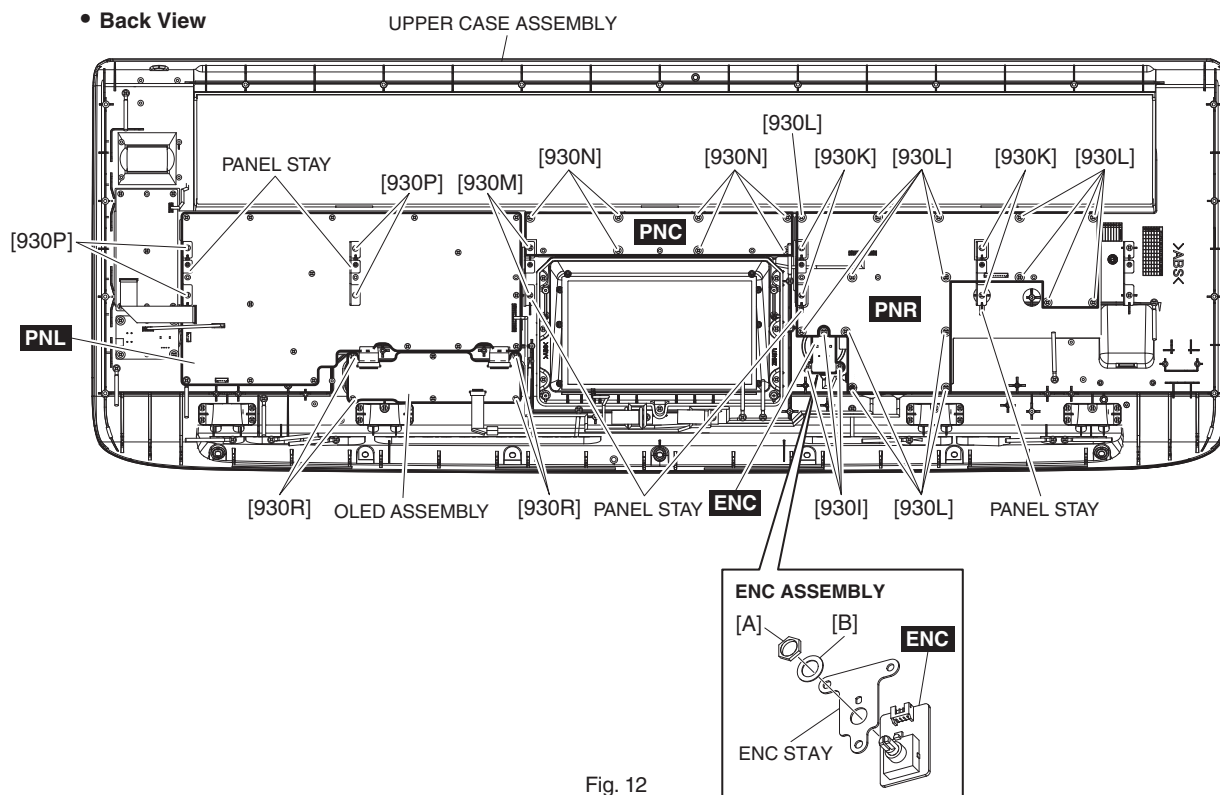 • Back View
UPPER CASE ASSEMBLY
[930L]
[930N] [930N] [930K] [930L] [930K] [930L]
PANEL STAY
[930P] [930M]
PNC
[930P]
>ABS<
PNR
PNL
[930R] OLED ASSEMBLY [930R] PANEL STAY ENC [930I] [930L] PANEL STAY
ENC ASSEMBLY
[A] [B] ENC
ENC STAY
Fig. 12